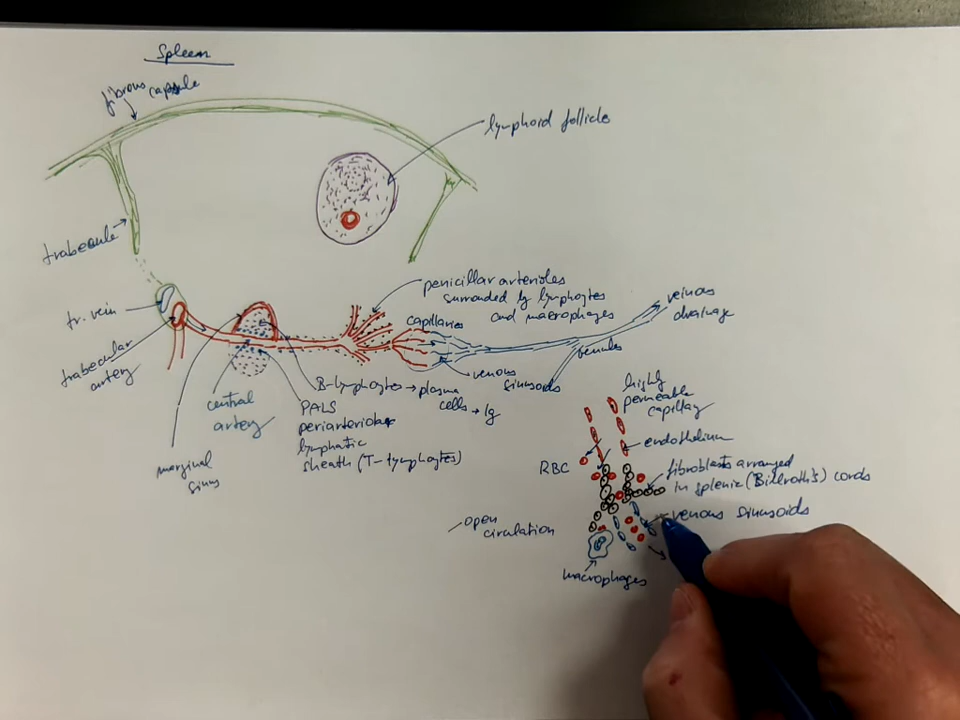 Spleen
fibrous capsule
lymphoid follicle
trabecule
penicillar arterioles
surrounded by lymphocytes
and macrophages
capillaries
venous
drainage
tr. vein
trabecular
artery
venules
venous
sinusoids
B-lymphocytes → plasma
cells → Ig
central
artery
PALS
periarteriolar
lymphatic
sheath (T-lymphocytes)
marginal
sinus
highly
permeable
capillay
endothelium
RBC
fibroblasts arranged
in splenic (Billroth's) cords
venous sinusoids
open
circulation
macrophages